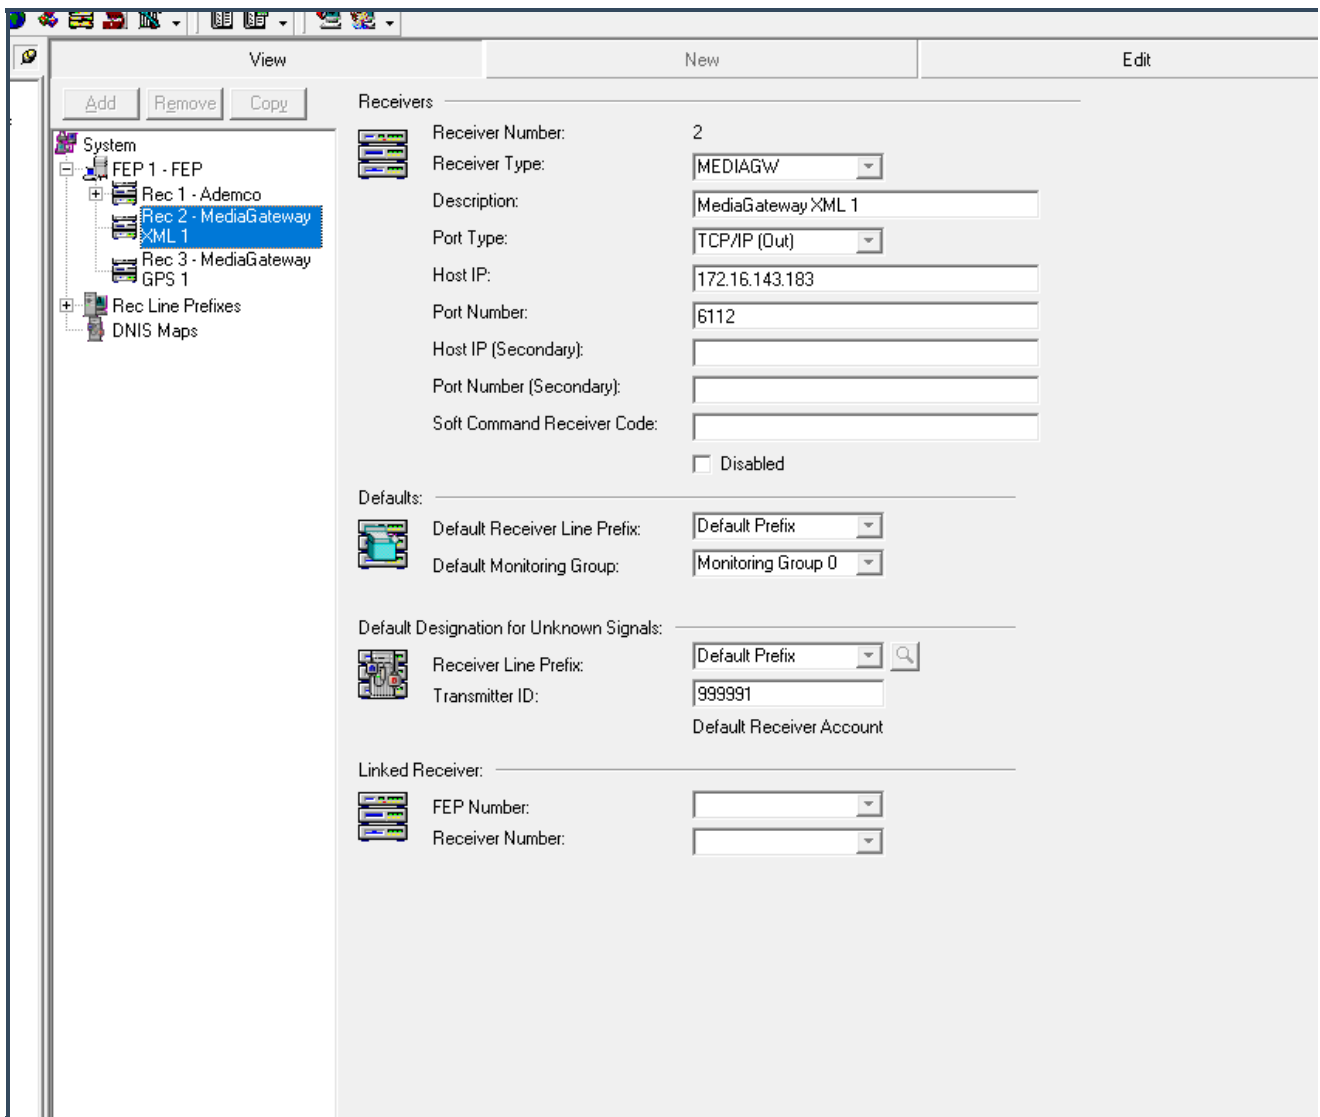 View
New
Edit
Add
Remove
Copy
System
FEP 1 - FEP
Rec 1 - Ademco
Rec 2 - MediaGateway
XML 1
Rec 3 - MediaGateway
GPS 1
Rec Line Prefixes
DNIS Maps
Receivers
Receiver Number: 2
Receiver Type: MEDIAGW
Description: MediaGateway XML 1
Port Type: TCP/IP (Out)
Host IP: 172.16.143.183
Port Number: 6112
Host IP (Secondary):
Port Number (Secondary):
Soft Command Receiver Code:
Disabled
Defaults:
Default Receiver Line Prefix: Default Prefix
Default Monitoring Group: Monitoring Group 0
Default Designation for Unknown Signals:
Receiver Line Prefix: Default Prefix
Transmitter ID: 999991
Default Receiver Account
Linked Receiver:
FEP Number:
Receiver Number: